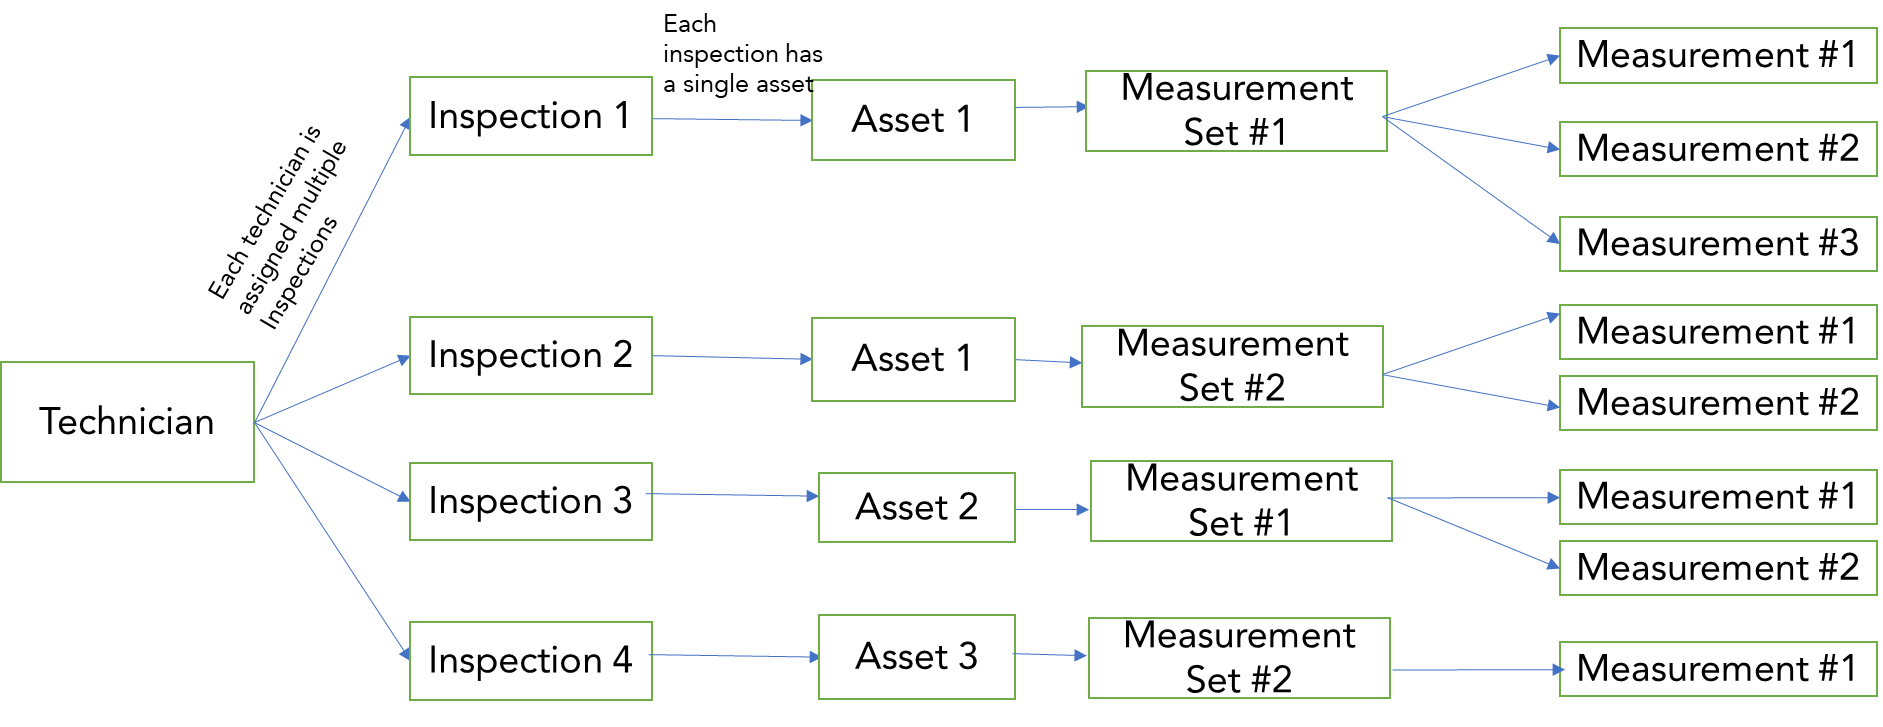 Each
inspection has
a single asset
Each technician is
assigned multiple
Inspections
Technician
Inspection 1
Asset 1
Measurement
Set #1
Measurement #1
Measurement #2
Measurement #3
Inspection 2
Asset 1
Measurement
Set #2
Measurement #1
Measurement #2
Inspection 3
Asset 2
Measurement
Set #1
Measurement #1
Measurement #2
Inspection 4
Asset 3
Measurement
Set #2
Measurement #1